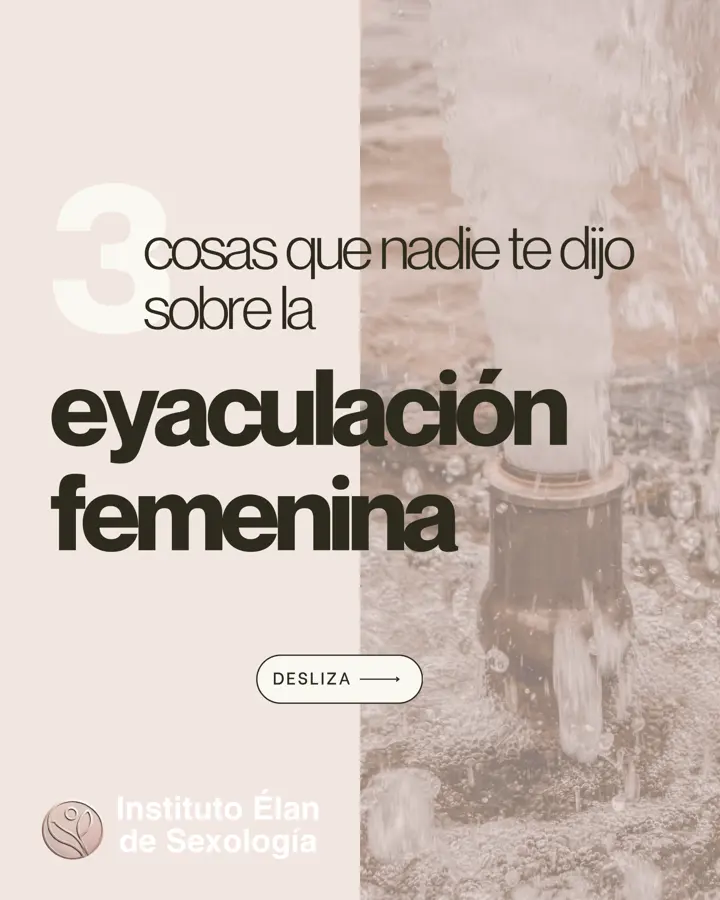 3 cosas que nadie te dijo
sobre la
eyaculación
femenina
DESLIZA
Instituto Élan
de Sexología